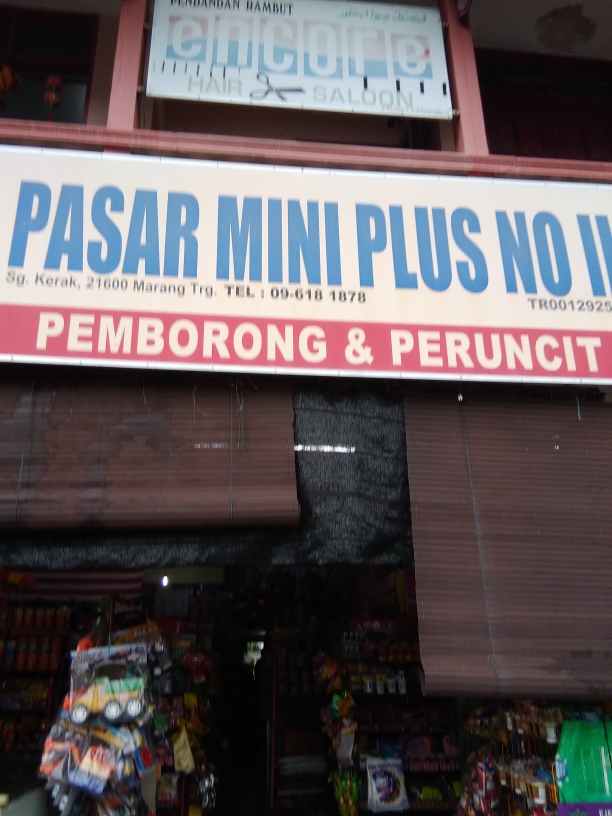 PENDANDAN RAMBUT
encore
HAIR SALOON
PASAR MINI PLUS NO II
Sg. Kerak, 21600 Marang Trg. TEL : 09-618 1878
TR0012925
PEMBORONG & PERUNCIT